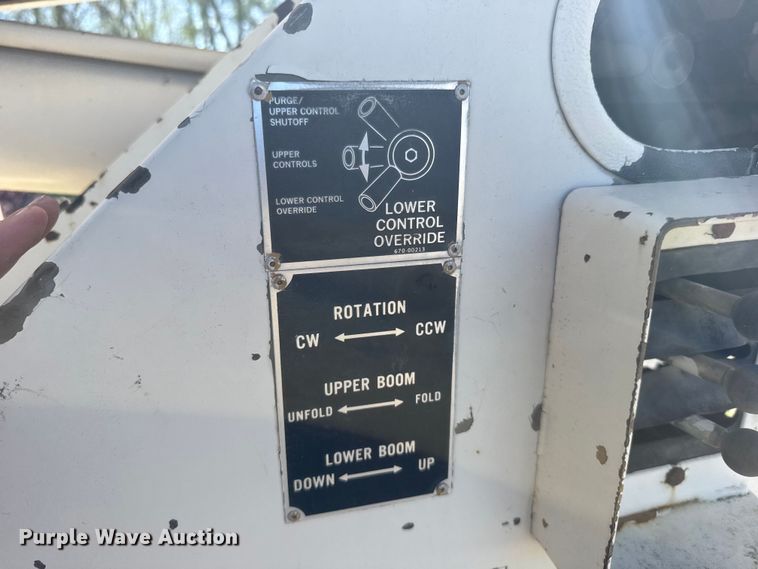 PURGE/
UPPER CONTROL
SHUTOFF
UPPER
CONTROLS
LOWER CONTROL
OVERRIDE
LOWER
CONTROL
OVERRIDE
670-00213
ROTATION
CW CCW
UPPER BOOM
UNFOLD FOLD
LOWER BOOM
DOWN UP
Purple Wave Auction